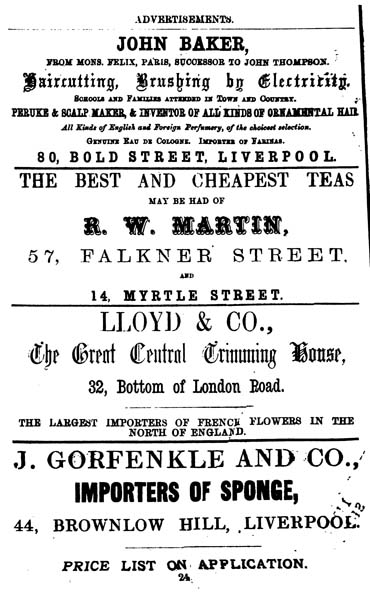 ADVERTISEMENTS.
JOHN BAKER,
FROM MONS. FELIX, PARIS, SUCCESSOR TO JOHN THOMPSON.
Haircutting, Brushing by Electricity.
SCHOOLS AND FAMILIES ATTENDED IN TOWN AND COUNTRY.
PERUKE & SCALP MAKER, & INVENTOR OF ALL KINDS OF ORNAMENTAL HAIR
All Kinds of English and Foreign Perfumery, of the choicest selection.
GENUINE EAU DE COLOGNE. IMPORTER OF FARINAS.
80, BOLD STREET, LIVERPOOL.
THE BEST AND CHEAPEST TEAS
MAY BE HAD OF
R. W. MARTIN,
57, FALKNER STREET,
AND
14, MYRTLE STREET.
LLOYD & CO.,
The Great Central Trimming House,
32, Bottom of London Road.
THE LARGEST IMPORTERS OF FRENCH FLOWERS IN THE
NORTH OF ENGLAND.
J. GORFENKLE AND CO.,
IMPORTERS OF SPONGE,
44, BROWNLOW HILL, LIVERPOOL.
PRICE LIST ON APPLICATION.
24